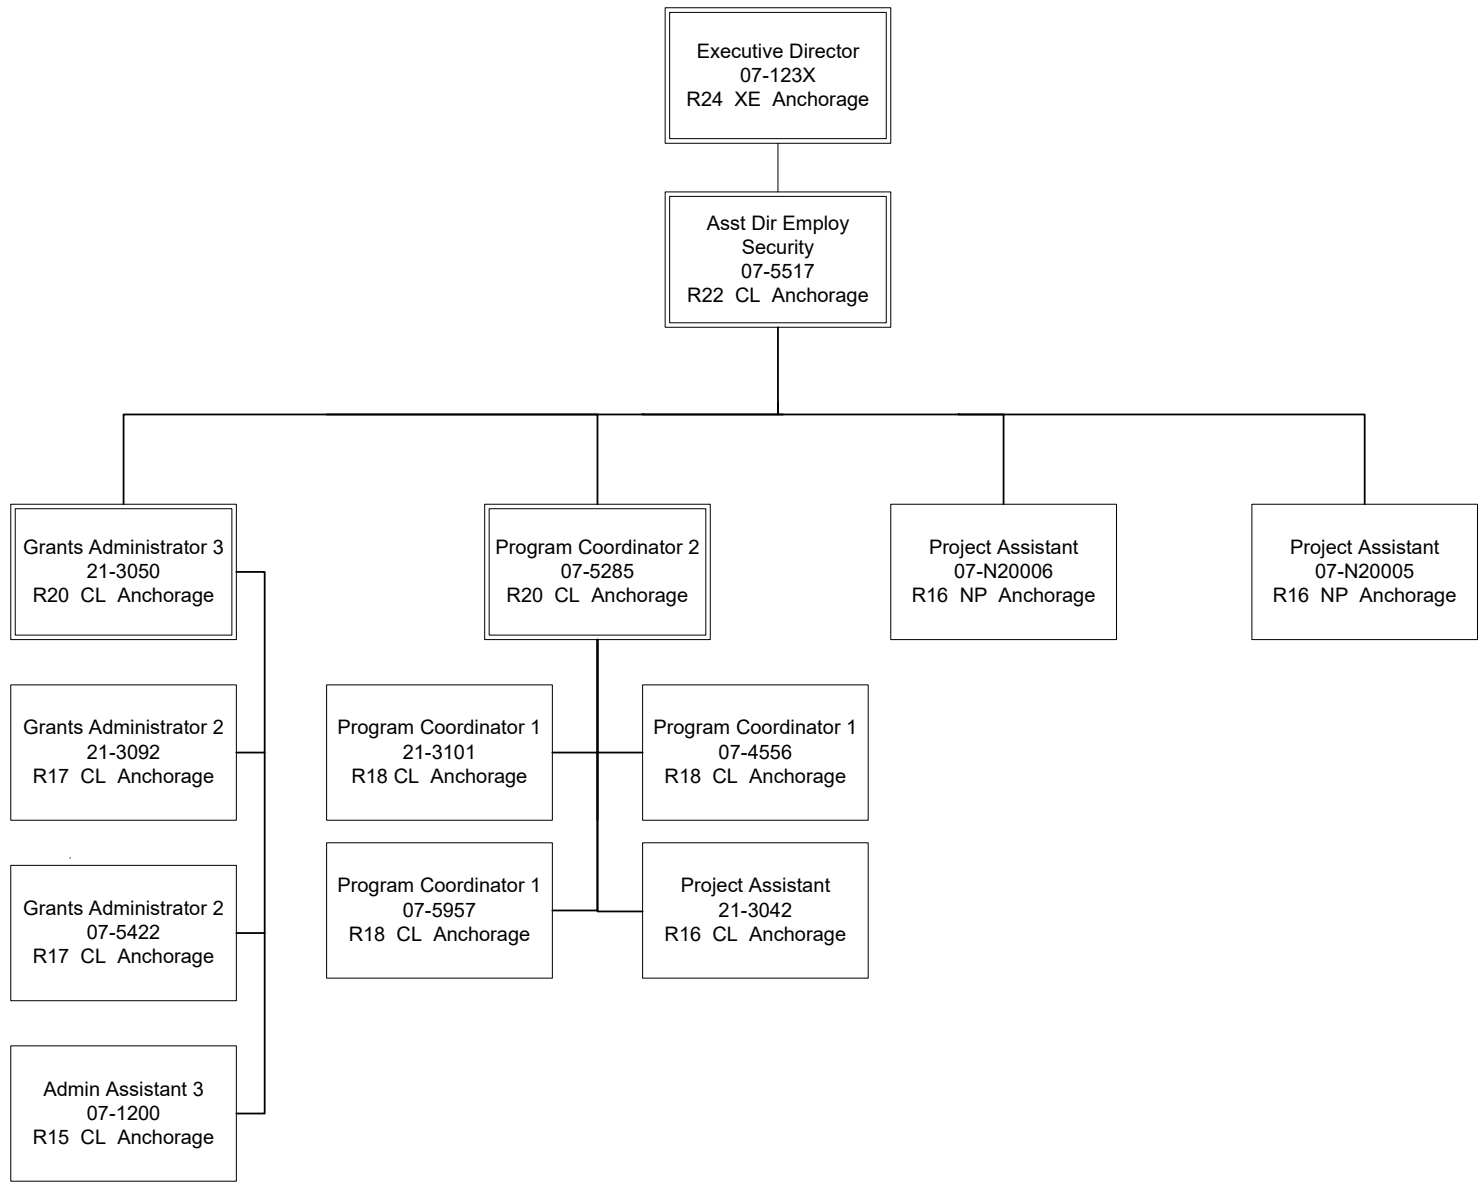 Executive Director
07-123X
R24 XE Anchorage
Asst Dir Employ
Security
07-5517
R22 CL Anchorage
Grants Administrator 3
21-3050
R20 CL Anchorage
Program Coordinator 2
07-5285
R20 CL Anchorage
Project Assistant
07-N20006
R16 NP Anchorage
Project Assistant
07-N20005
R16 NP Anchorage
Grants Administrator 2
21-3092
R17 CL Anchorage
Program Coordinator 1
21-3101
R18 CL Anchorage
Program Coordinator 1
07-4556
R18 CL Anchorage
Grants Administrator 2
07-5422
R17 CL Anchorage
Program Coordinator 1
07-5957
R18 CL Anchorage
Project Assistant
21-3042
R16 CL Anchorage
Admin Assistant 3
07-1200
R15 CL Anchorage